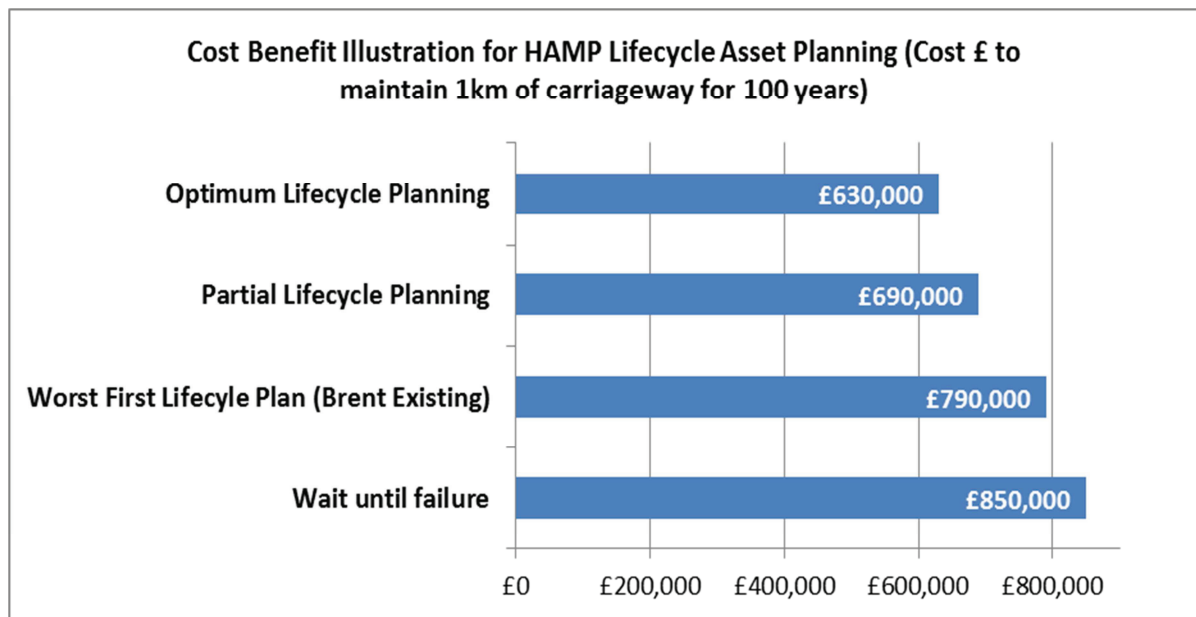 Cost Benefit Illustration for HAMP Lifecycle Asset Planning (Cost £ to
maintain 1km of carriageway for 100 years)
Optimum Lifecycle Planning
£630,000
Partial Lifecycle Planning
£690,000
Worst First Lifecyle Plan (Brent Existing)
£790,000
Wait until failure
£850,000
£0 £200,000 £400,000 £600,000 £800,000